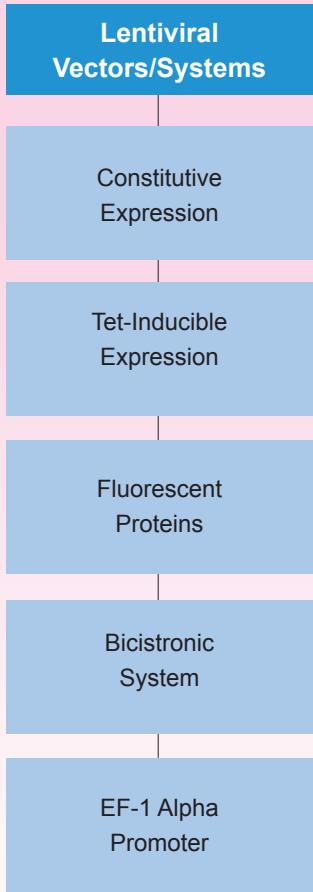 Lentiviral
Vectors/Systems
Constitutive
Expression
Tet-Inducible
Expression
Fluorescent
Proteins
Bicistronic
System
EF-1 Alpha
Promoter